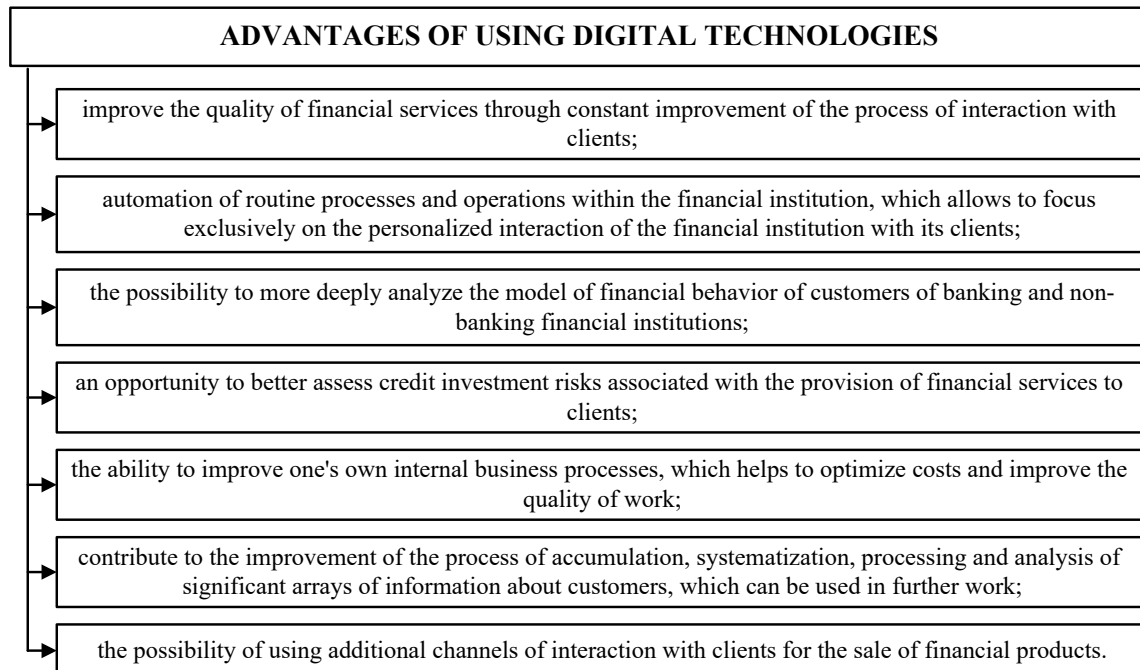 ADVANTAGES OF USING DIGITAL TECHNOLOGIES
improve the quality of financial services through constant improvement of the process of interaction with
clients;
automation of routine processes and operations within the financial institution, which allows to focus
exclusively on the personalized interaction of the financial institution with its clients;
the possibility to more deeply analyze the model of financial behavior of customers of banking and non-
banking financial institutions;
an opportunity to better assess credit investment risks associated with the provision of financial services to
clients;
the ability to improve one's own internal business processes, which helps to optimize costs and improve the
quality of work;
contribute to the improvement of the process of accumulation, systematization, processing and analysis of
significant arrays of information about customers, which can be used in further work;
the possibility of using additional channels of interaction with clients for the sale of financial products.